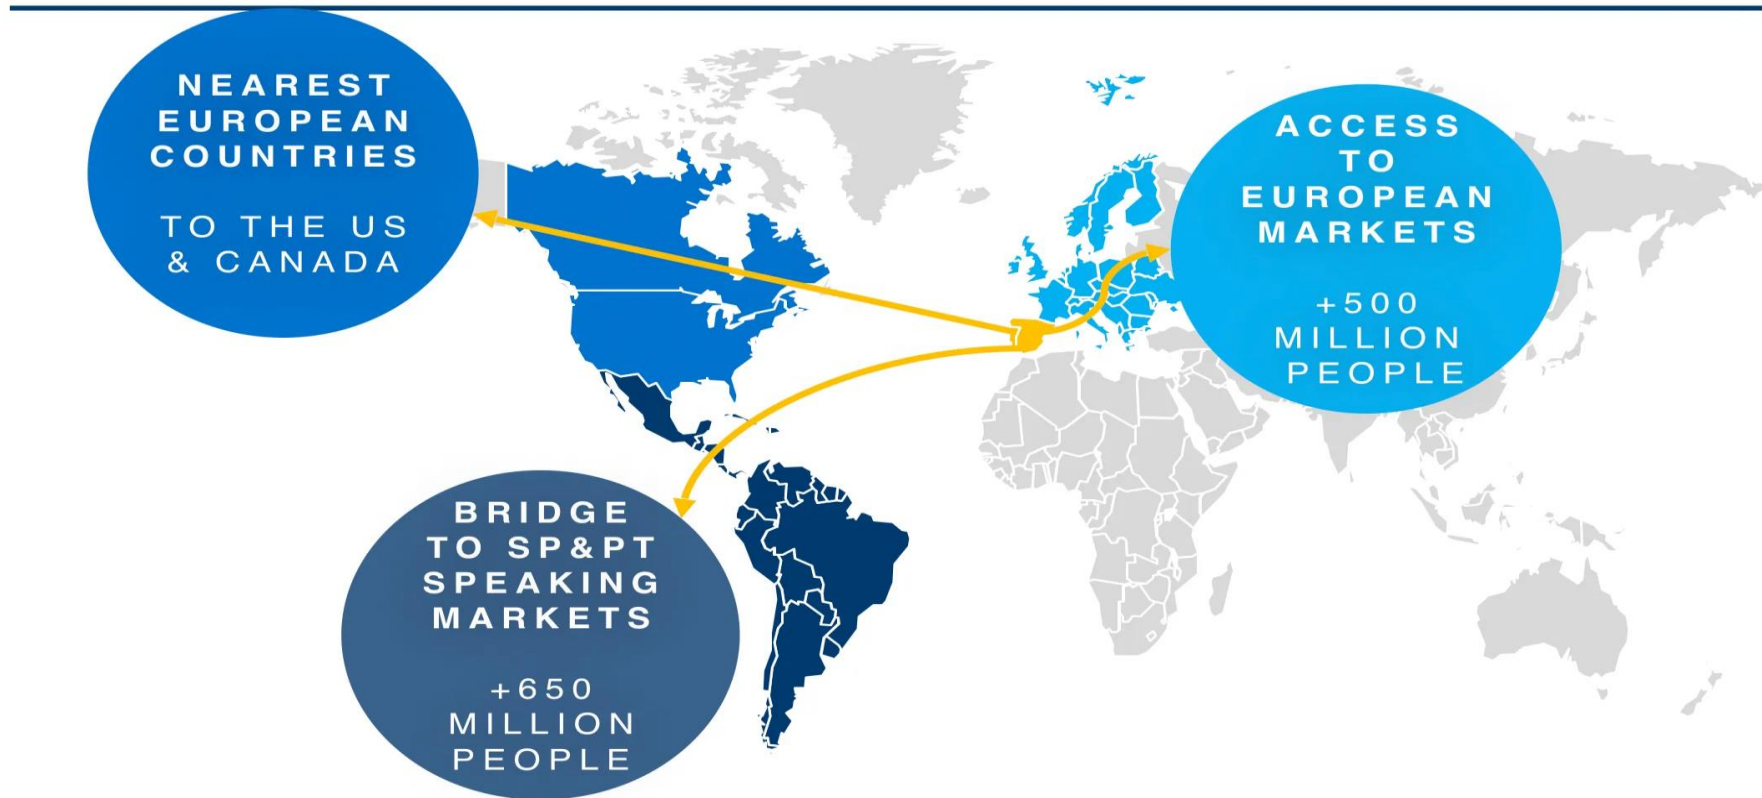 NEAREST
EUROPEAN
COUNTRIES
TO THE US
& CANADA
ACCESS
TO
EUROPEAN
MARKETS
+500
MILLION
PEOPLE
BRIDGE
TO SP&PT
SPEAKING
MARKETS
+650
MILLION
PEOPLE